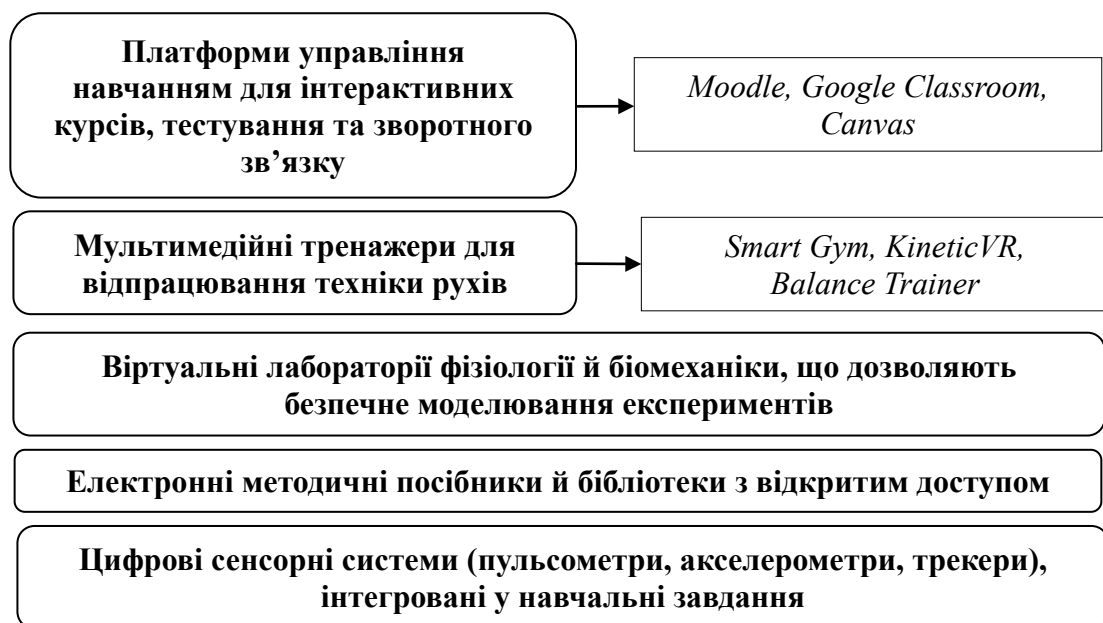 Платформи управління
навчанням для інтерактивних
курсів, тестування та зворотного
зв’язку
Moodle, Google Classroom,
Canvas
Мультимедійні тренажери для
відпрацювання техніки рухів
Smart Gym, KineticVR,
Balance Trainer
Віртуальні лабораторії фізіології й біомеханіки, що дозволяють
безпечне моделювання експериментів
Електронні методичні посібники й бібліотеки з відкритим доступом
Цифрові сенсорні системи (пульсометри, акселерометри, трекери),
інтегровані у навчальні завдання